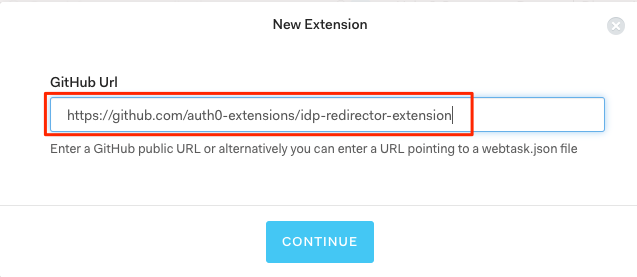 New Extension
GitHub Url
https://github.com/auth0-extensions/idp-redirector-extension
Enter a GitHub public URL or alternatively you can enter a URL pointing to a webtask.json file
CONTINUE